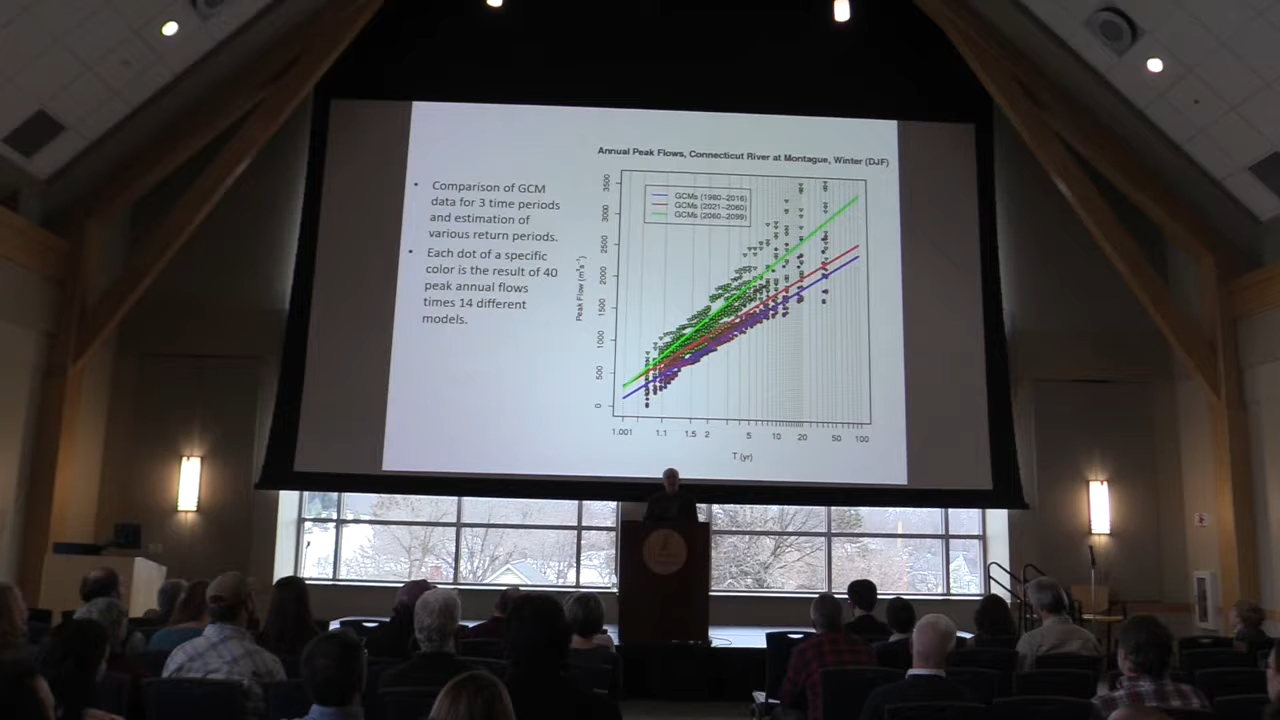 Annual Peak Flows, Connecticut River at Montague, Winter (DJF)
• Comparison of GCM
data for 3 time periods
and estimation of
various return periods.
• Each dot of a specific
color is the result of 40
peak annual flows
times 14 different
models.
GCMs (1980−2016)
GCMs (2021−2060)
GCMs (2060−2099)
Peak Flow (m³s⁻¹)
3500
3000
2500
2000
1500
1000
500
0
1.001 1.1 1.5 2 5 10 20 50 100
T (yr)